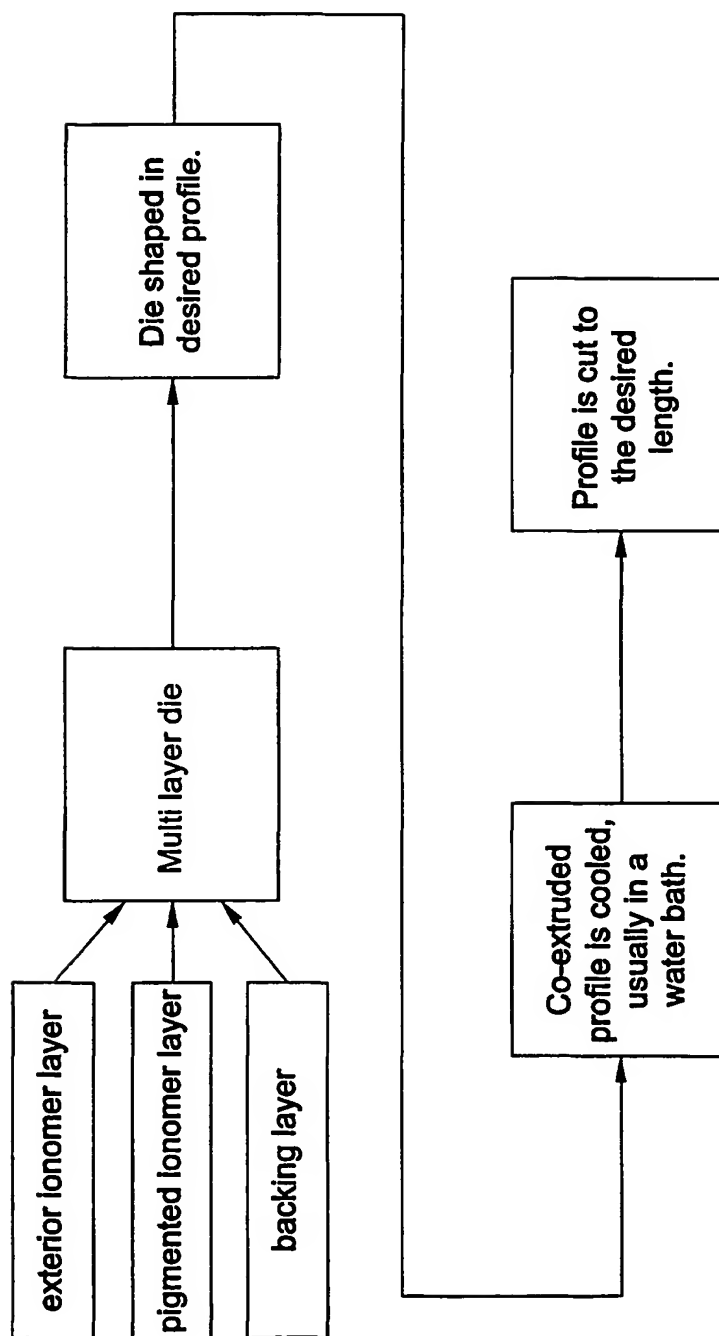 exterior ionomer layer
pigmented ionomer layer
backing layer
Multi layer die
Die shaped in
desired profile.
Co-extruded
profile is cooled,
usually in a
water bath.
Profile is cut to
the desired
length.